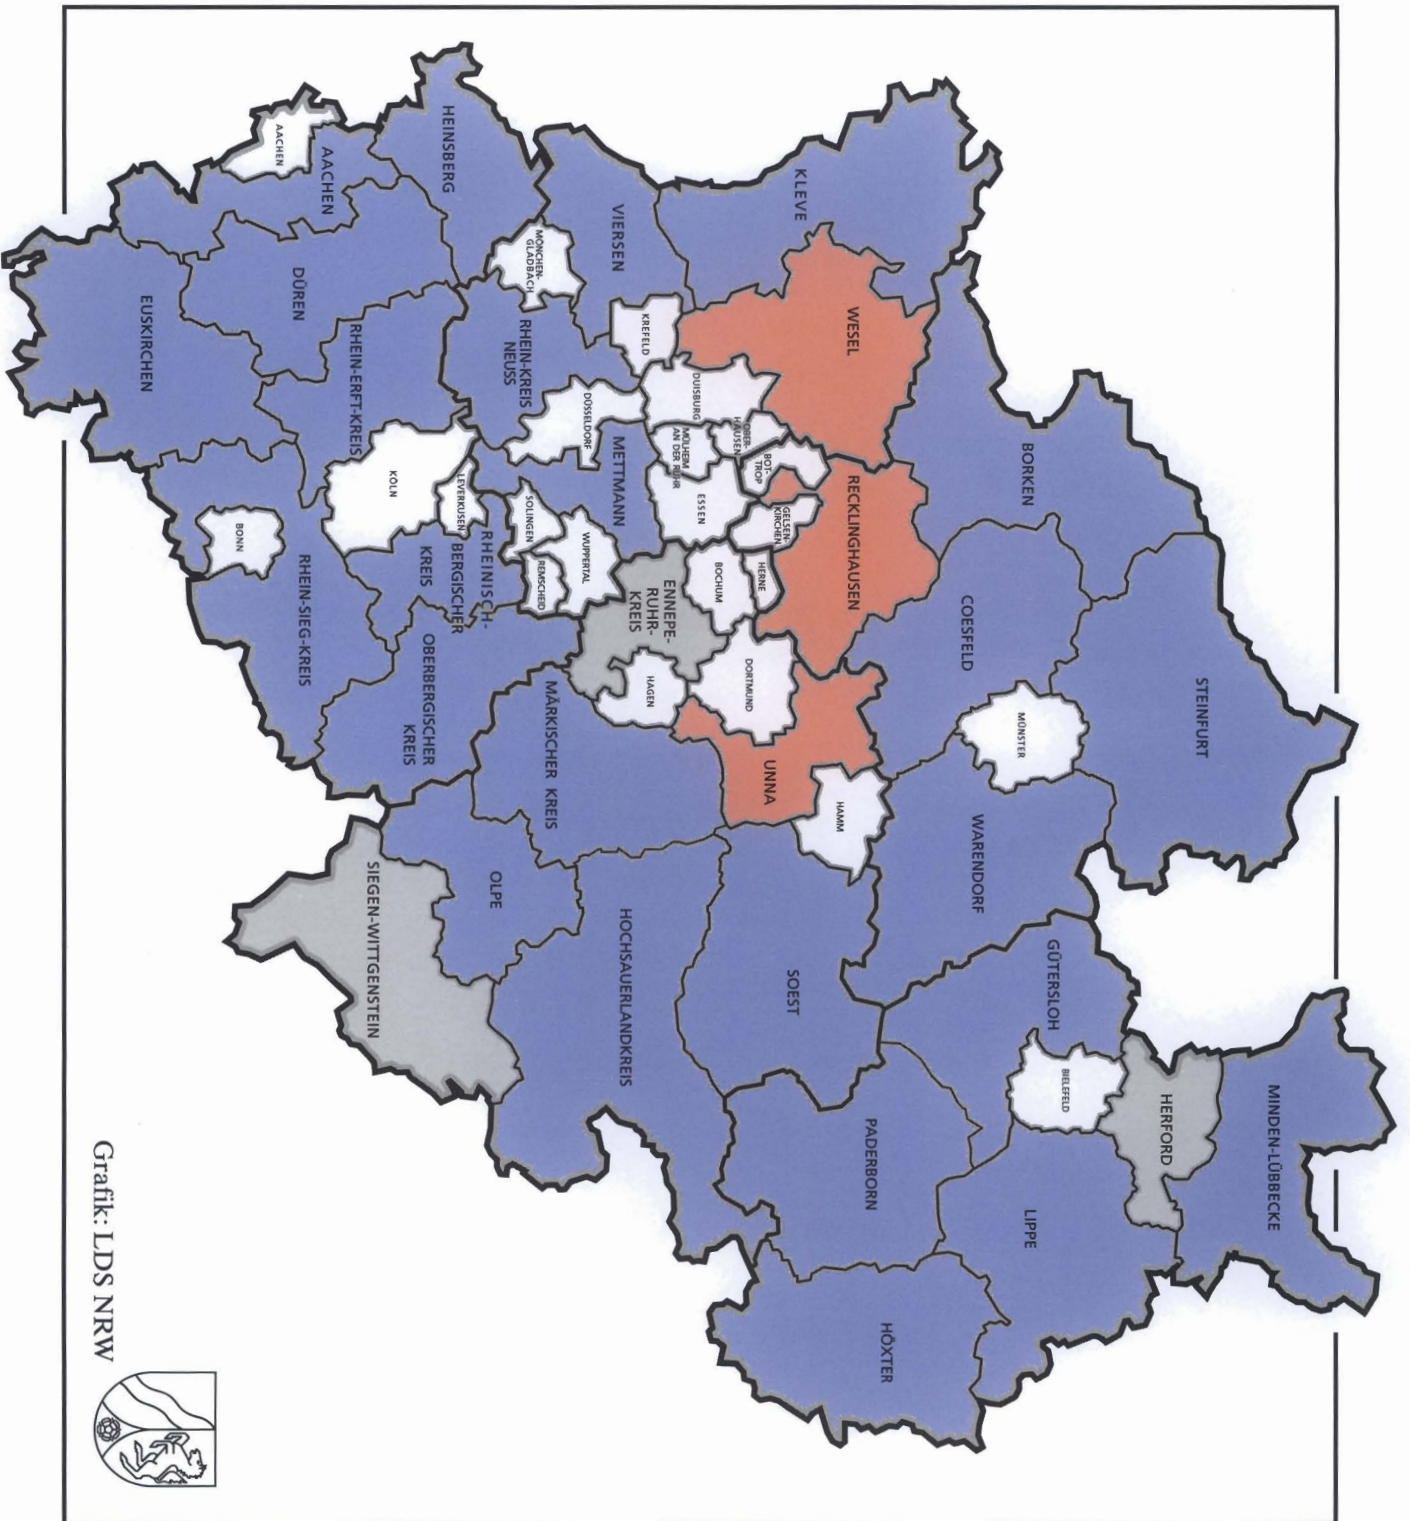 MINDEN-LÜBBECKE
STEINFURT
HERFORD
BIELEFELD
GÜTERSLOH
LIPPE
BORKEN
MÜNSTER
WARENDORF
COESFELD
HÖXTER
PADERBORN
WESEL
RECKLINGHAUSEN
HAMM
KLEVE
SOEST
GELSEN-
KIRCHEN
BOT-
TROP
UNNA
HERNE
OBER-
HAUSEN
DORTMUND
BOCHUM
ESSEN
DUISBURG
MÜLHEIM
AN DER RUHR
ENNEPE-
RUHR-
KREIS
HAGEN
KREFELD
HOCHSAUERLANDKREIS
VIERSEN
METTMANN
DÜSSELDORF
WUPPERTAL
MÄRKISCHER KREIS
MÖNCHEN-
GLADBACH
REMSCHEID
SOLINGEN
RHEIN-KREIS
NEUSS
OLPE
RHEINISCH-
BERGISCHER
KREIS
LEVERKUSEN
HEINSBERG
OBERBERGISCHER
KREIS
KÖLN
SIEGEN-WITTGENSTEIN
RHEIN-ERFT-KREIS
AACHEN
RHEIN-SIEG-KREIS
DÜREN
AACHEN
BONN
EUSKIRCHEN
Grafik: LDS NRW